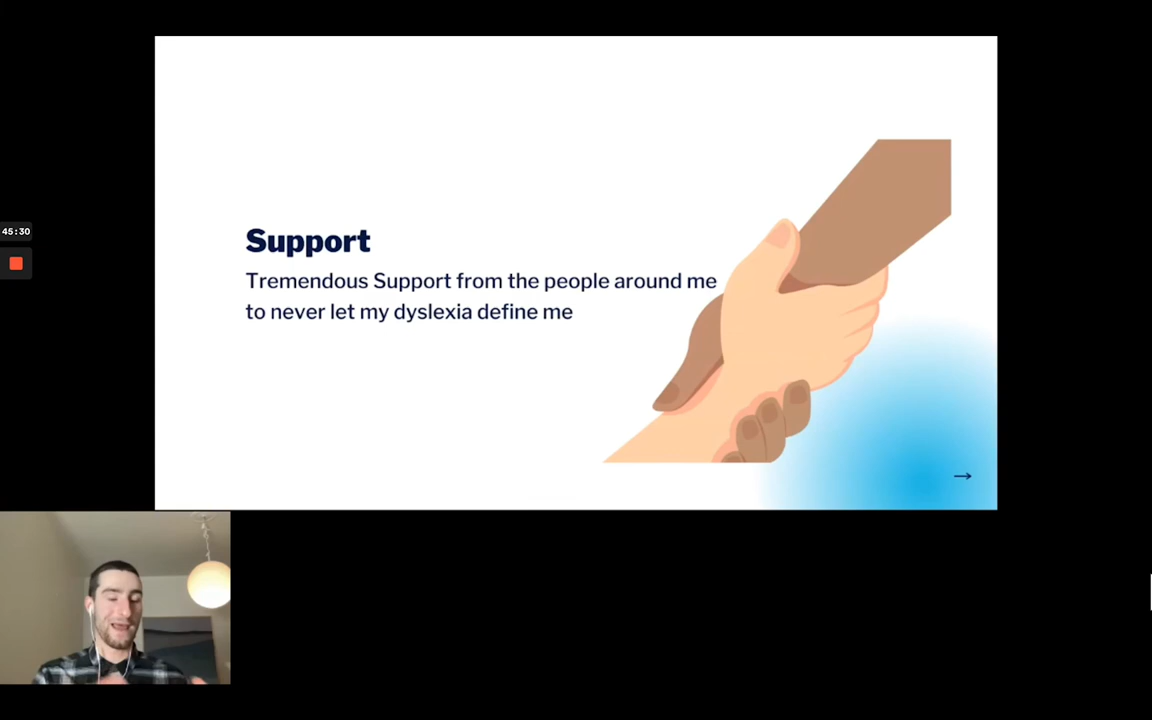 45:30
Support
Tremendous Support from the people around me
to never let my dyslexia define me
→